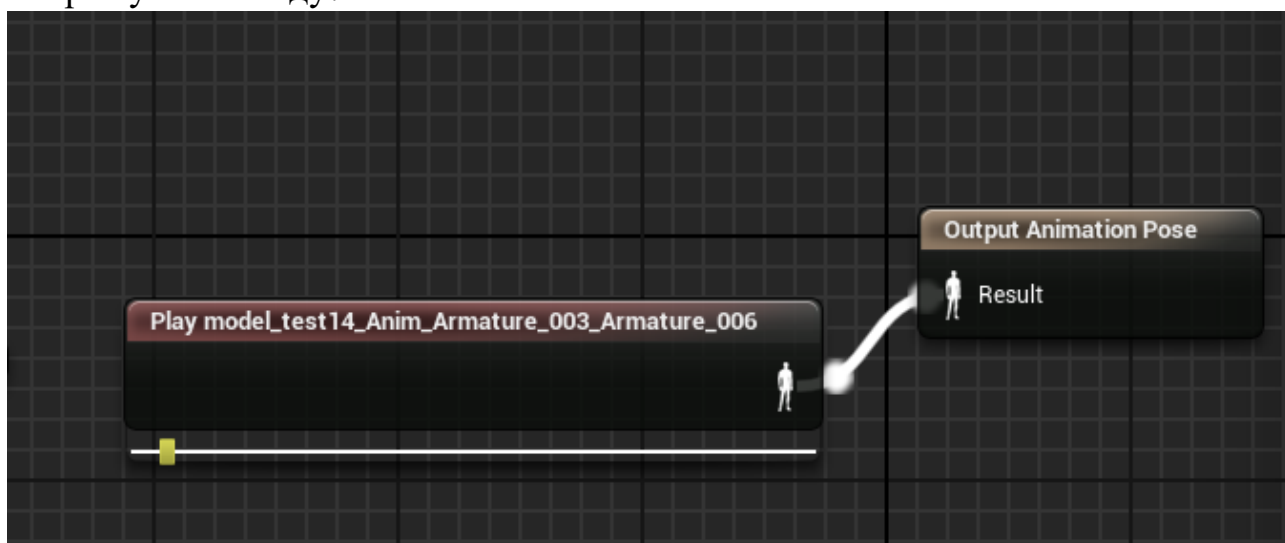 Output Animation Pose
Result
Play model_test14_Anim_Armature_003_Armature_006